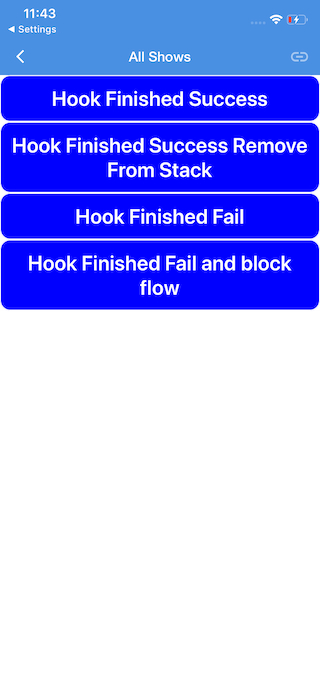 11:43
◀ Settings
All Shows
Hook Finished Success
Hook Finished Success Remove
From Stack
Hook Finished Fail
Hook Finished Fail and block
flow